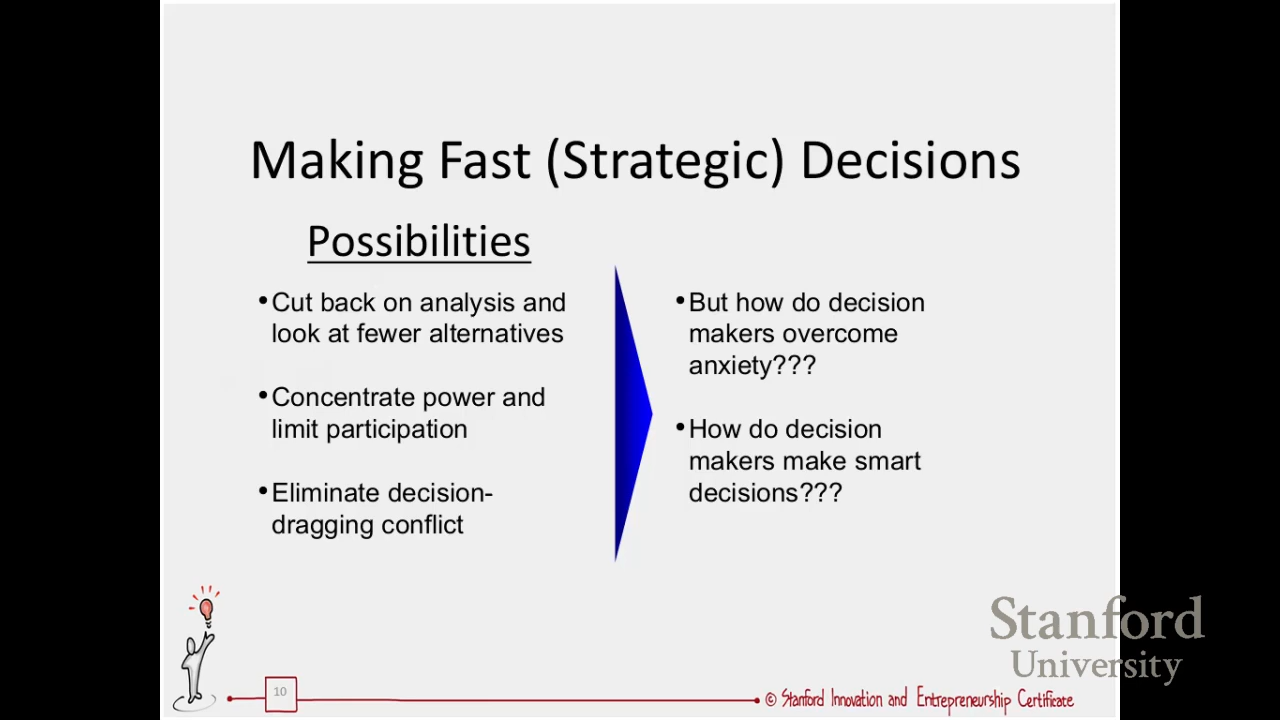 Making Fast (Strategic) Decisions
Possibilities
•Cut back on analysis and
look at fewer alternatives
•Concentrate power and
limit participation
•Eliminate decision-
dragging conflict
•But how do decision
makers overcome
anxiety???
•How do decision
makers make smart
decisions???
Stanford
University
10
© Stanford Innovation and Entrepreneurship Certificate